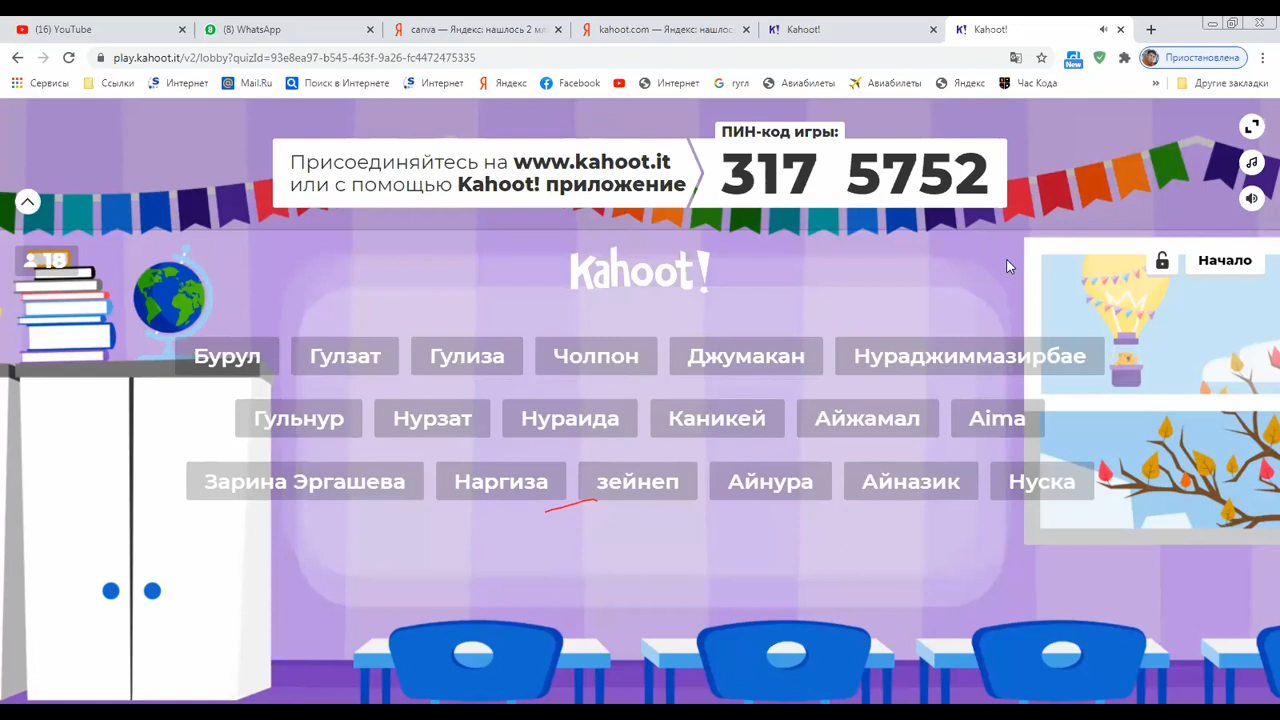 (16) YouTube
(8) WhatsApp
canva — Яндекс: нашлось 2 мл
kahoot.com — Яндекс: нашлось
Kahoot!
Kahoot!
play.kahoot.it/v2/lobby?quizId=93e8ea97-b545-463f-9a26-fc4472475335
New
Приостановлена
Сервисы
Ссылки
Интернет
Mail.Ru
Поиск в Интернете
Интернет
Яндекс
Facebook
Интернет
гугл
Авиабилеты
Авиабилеты
Яндекс
Час Кода
»
Другие закладки
ПИН-код игры:
Присоединяйтесь на www.kahoot.it
или с помощью Kahoot! приложение
317 5752
18
Kahoot!
Начало
Бурул Гулзат Гулиза Чолпон Джумакан Нураджиммазирбае
Гульнур Нурзат Нураида Каникей Айжамал Aima
Зарина Эргашева Наргиза зейнеп Айнура Айназик Нуска